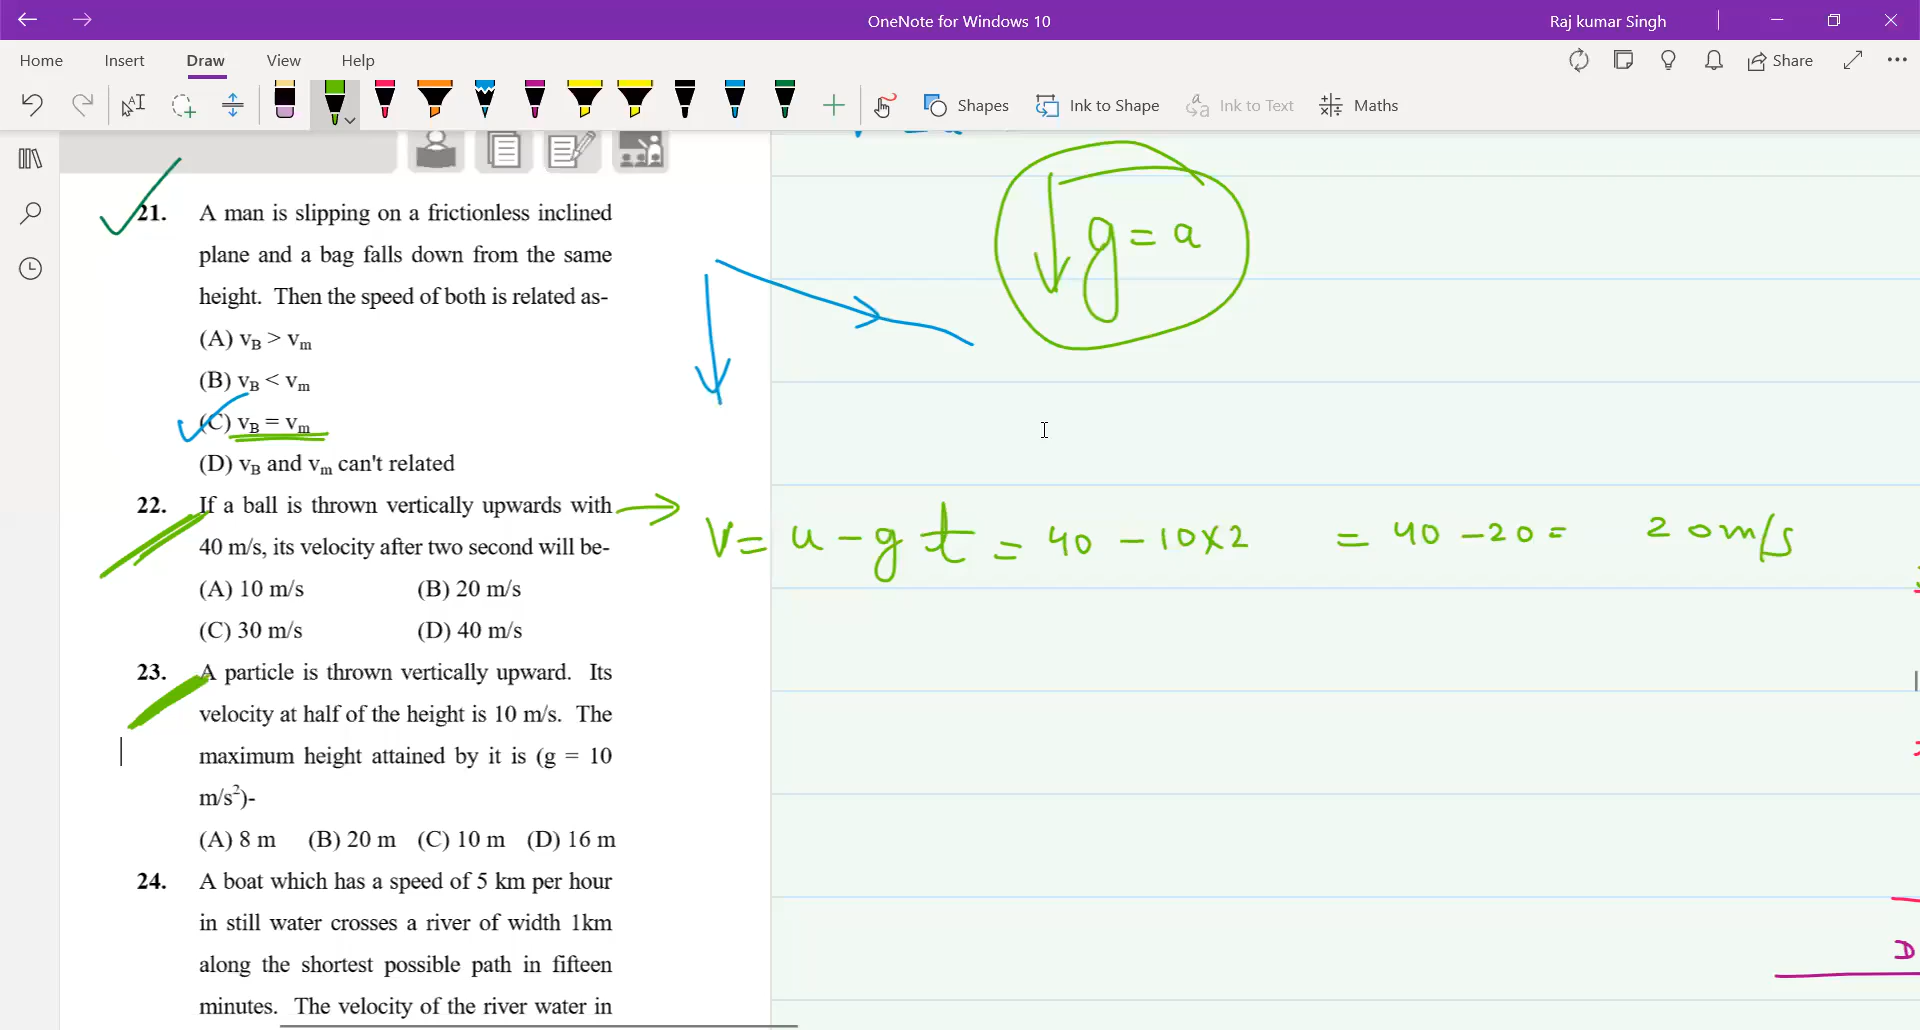 OneNote for Windows 10
Raj kumar Singh
Home Insert Draw View Help
Share
Shapes Ink to Shape Ink to Text Maths
21. A man is slipping on a frictionless inclined
plane and a bag falls down from the same
height. Then the speed of both is related as-
(A) vB > vm
(B) vB < vm
(C) vB = vm
(D) vB and vm can't related
22. If a ball is thrown vertically upwards with
40 m/s, its velocity after two second will be-
(A) 10 m/s (B) 20 m/s
(C) 30 m/s (D) 40 m/s
23. A particle is thrown vertically upward. Its
velocity at half of the height is 10 m/s. The
maximum height attained by it is (g = 10
m/s²)-
(A) 8 m (B) 20 m (C) 10 m (D) 16 m
24. A boat which has a speed of 5 km per hour
in still water crosses a river of width 1km
along the shortest possible path in fifteen
minutes. The velocity of the river water in
g = a
v = u - g t = 40 - 10 x 2 = 40 - 20 = 20 m/s
D